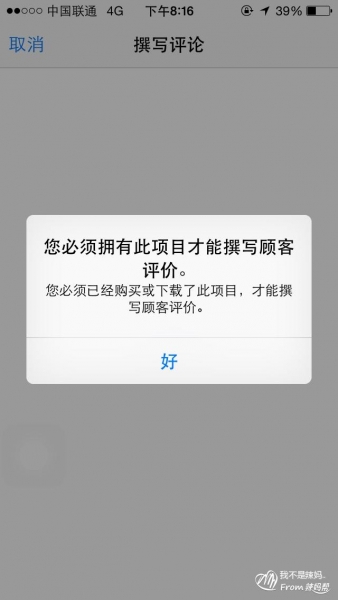 中国联通 4G 下午8:16 39%
取消 撰写评论
您必须拥有此项目才能撰写顾客
评价。
您必须已经购买或下载了此项目，才能撰
写顾客评价。
好
我不是辣妈..
From 辣妈帮